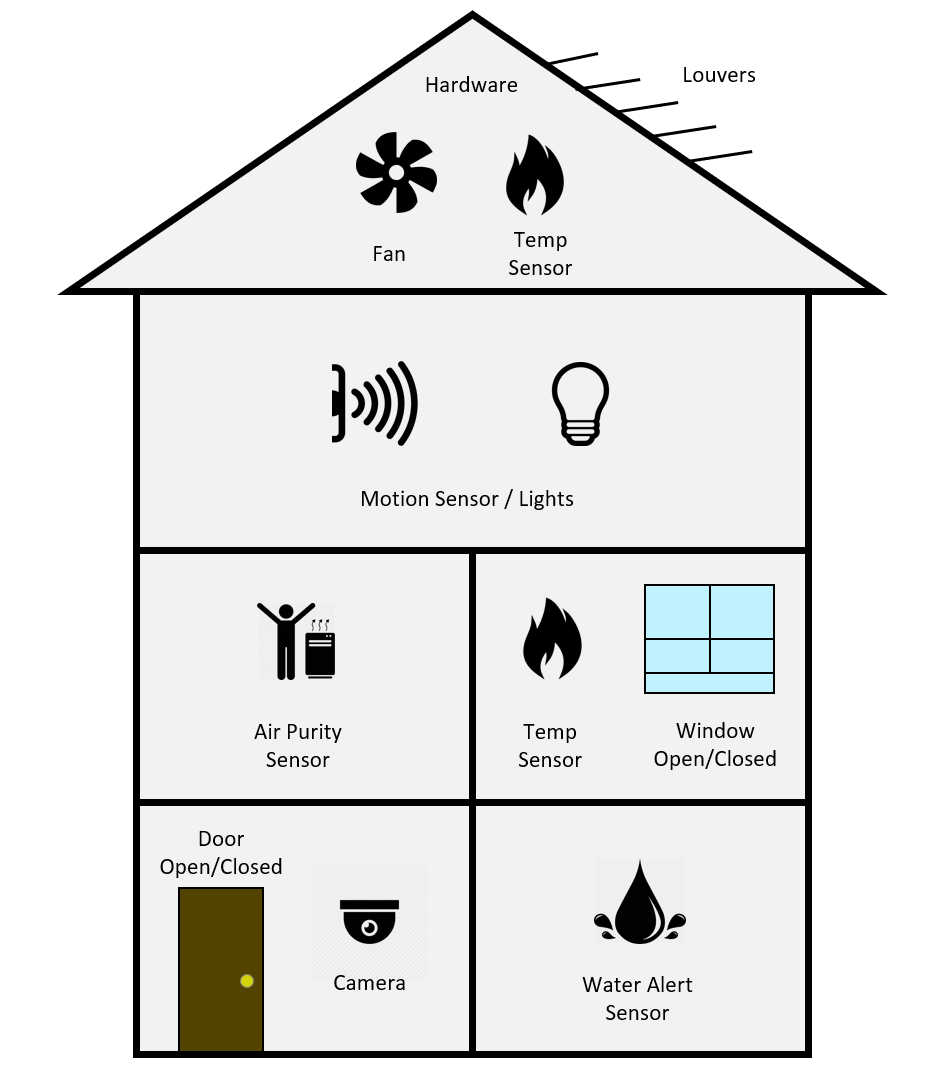 Hardware
Louvers
Fan
Temp
Sensor
Motion Sensor / Lights
Air Purity
Sensor
Temp
Sensor
Window
Open/Closed
Door
Open/Closed
Camera
Water Alert
Sensor